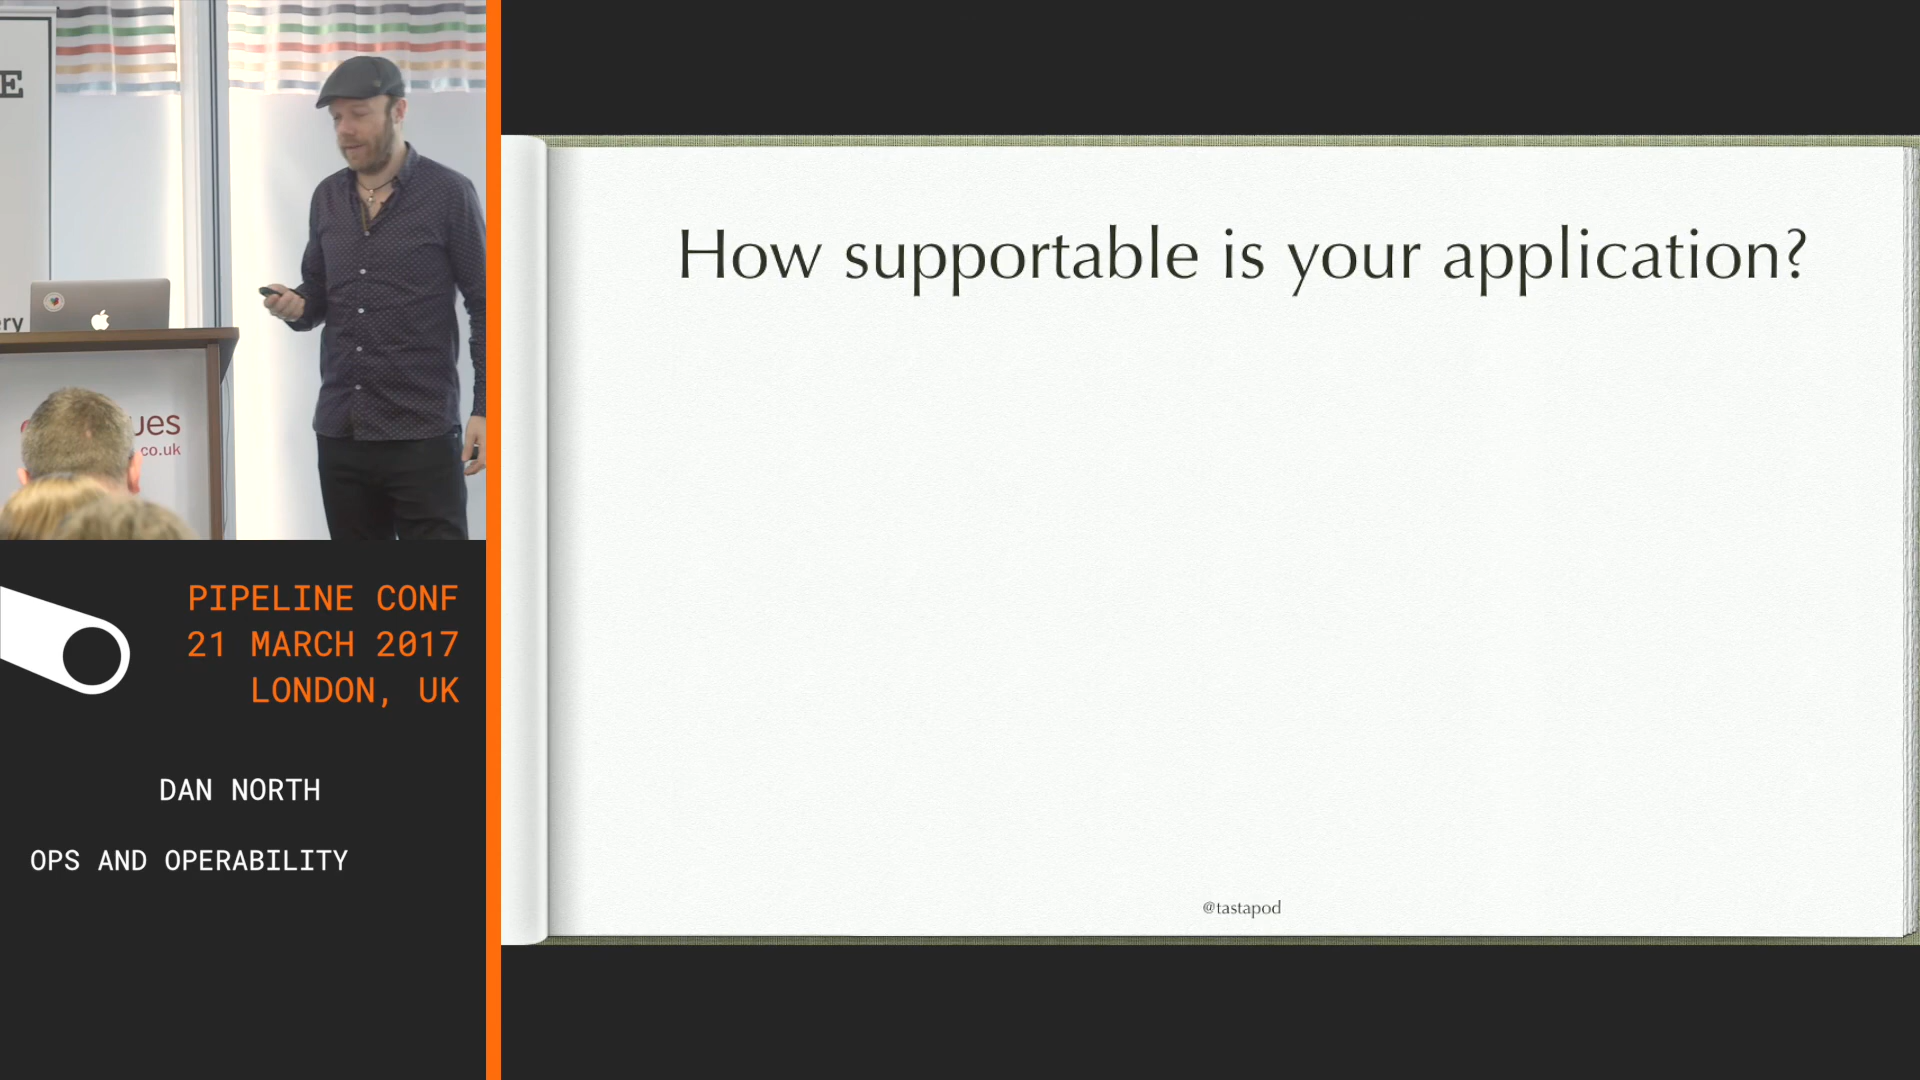 E
ery
ues
co.uk
PIPELINE CONF
21 MARCH 2017
LONDON, UK
DAN NORTH
OPS AND OPERABILITY
How supportable is your application?
@tastapod